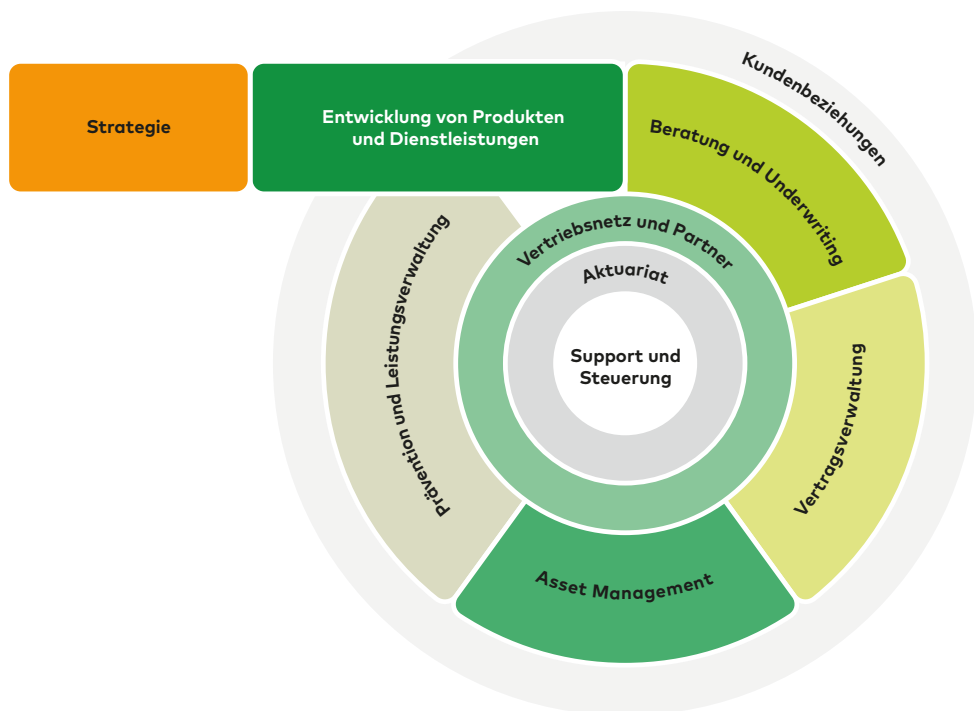 Strategie
Entwicklung von Produkten
und Dienstleistungen
Kundenbeziehungen
Beratung und Underwriting
Vertriebsnetz und Partner
Aktuariat
Support und
Steuerung
Prävention und Leistungsverwaltung
Vertragsverwaltung
Asset Management